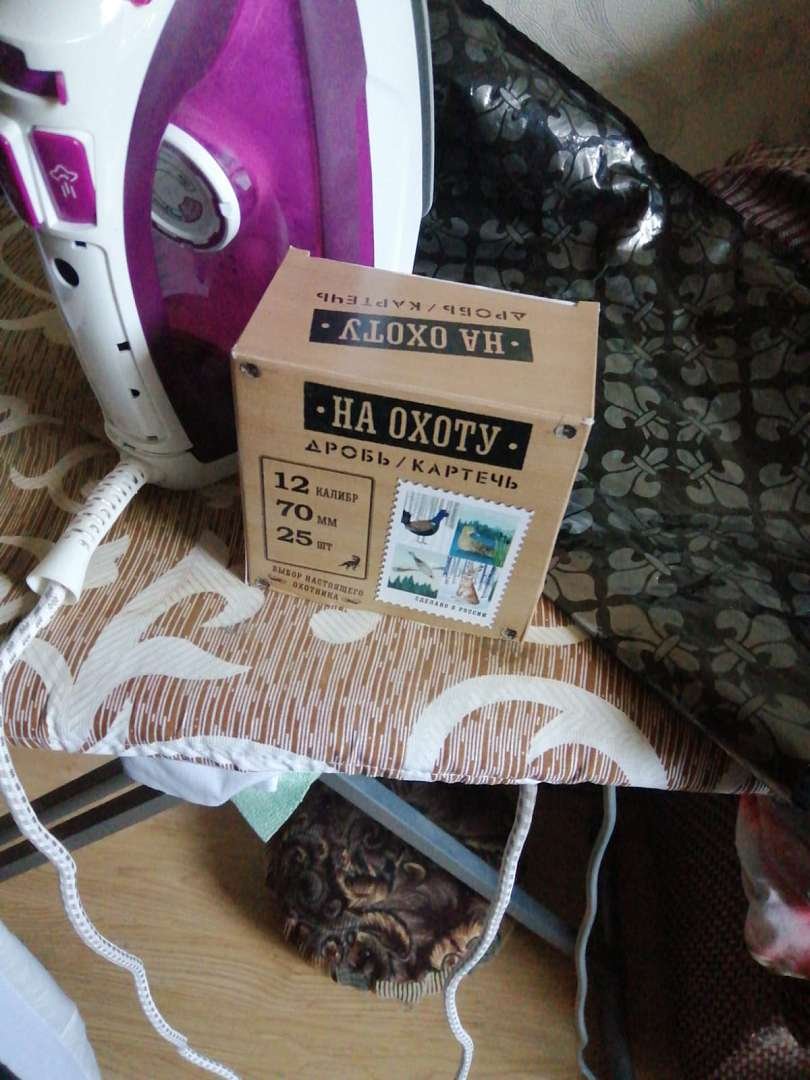 ДРОБЬ/КАРТЕЧЬ
· НА ОХОТУ ·
· НА ОХОТУ ·
ДРОБЬ/КАРТЕЧЬ
12 КАЛИБР
70 ММ
25 ШТ
ВЫБОР НАСТОЯЩЕГО
ОХОТНИКА
СДЕЛАНО В РОССИИ